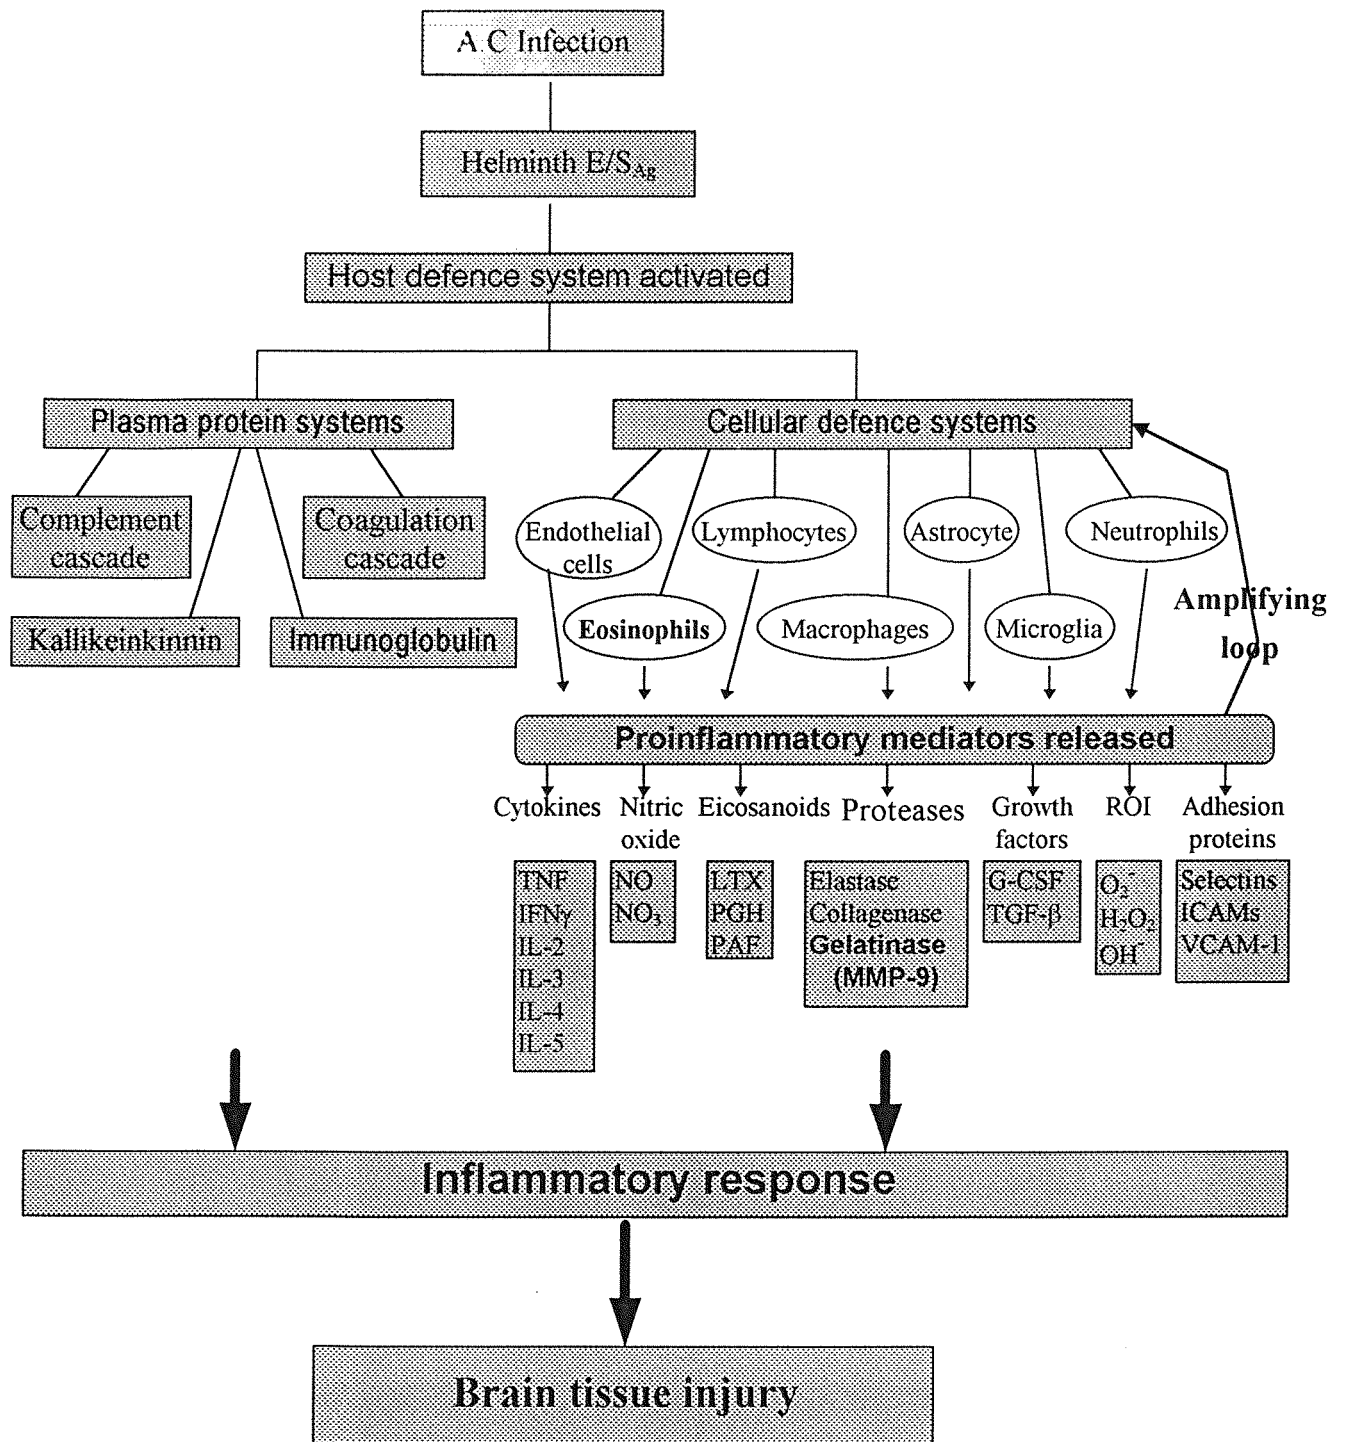 A.C Infection
Helminth E/SAg
Host defence system activated
Plasma protein systems
Cellular defence systems
Complement
cascade
Coagulation
cascade
Kallikeinkinnin
Immunoglobulin
Endothelial
cells
Lymphocytes
Astrocyte
Neutrophils
Eosinophils
Macrophages
Microglia
Amplifying
loop
Proinflammatory mediators released
Cytokines
Nitric
oxide
Eicosanoids
Proteases
Growth
factors
ROI
Adhesion
proteins
TNF
IFNγ
IL-2
IL-3
IL-4
IL-5
NO
NO₃
LTX
PGH
PAF
Elastase
Collagenase
Gelatinase
(MMP-9)
G-CSF
TGF-β
O₂⁻
H₂O₂
OH⁻
Selectins
ICAMs
VCAM-1
Inflammatory response
Brain tissue injury